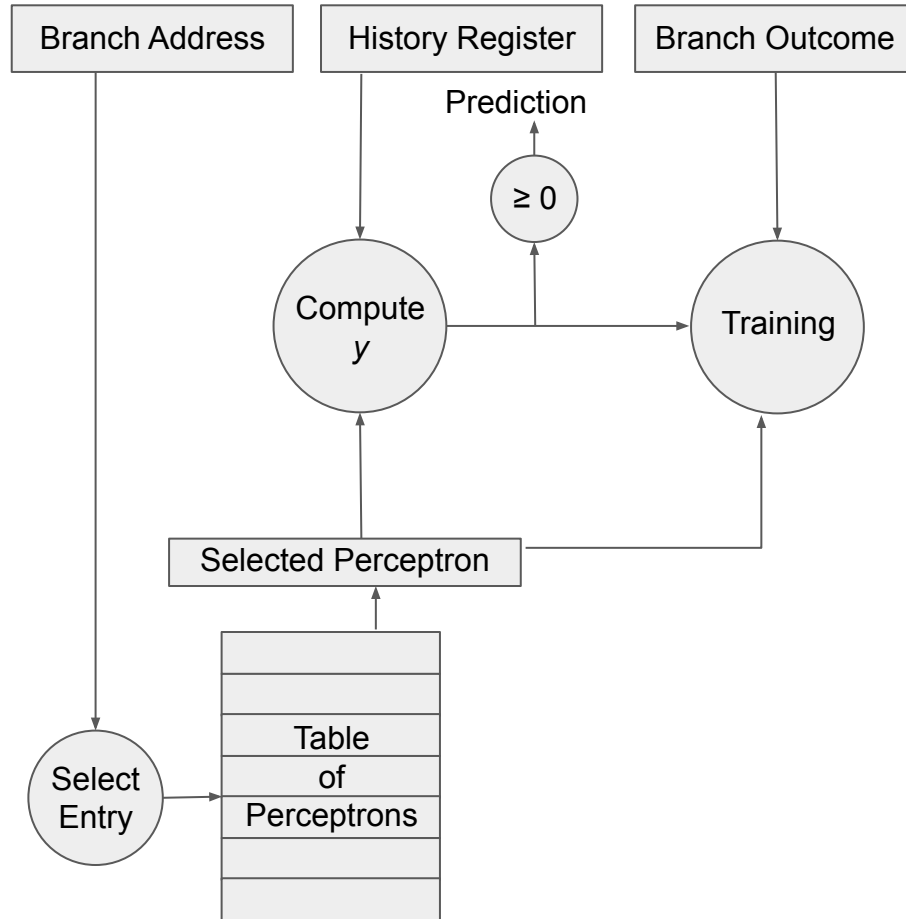 Branch Address
History Register
Branch Outcome
Prediction
≥ 0
Compute
y
Training
Selected Perceptron
Table
of
Perceptrons
Select
Entry